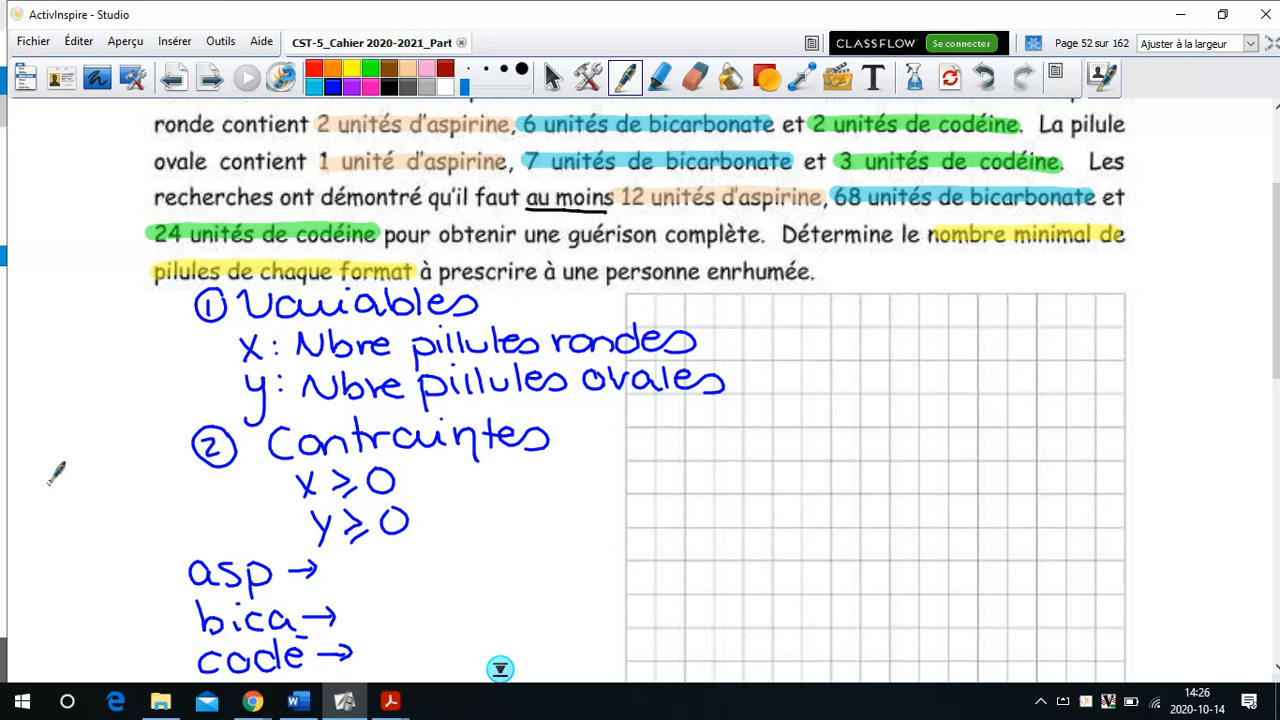 ActivInspire - Studio
Fichier Éditer Aperçu Insérer Outils Aide CST-5_Cahier 2020-2021_Part CLASSFLOW Se connecter Page 52 sur 162 Ajuster à la largeur
ronde contient 2 unités d'aspirine, 6 unités de bicarbonate et 2 unités de codéine. La pilule
ovale contient 1 unité d'aspirine, 7 unités de bicarbonate et 3 unités de codéine. Les
recherches ont démontré qu'il faut au moins 12 unités d'aspirine, 68 unités de bicarbonate et
24 unités de codéine pour obtenir une guérison complète. Détermine le nombre minimal de
pilules de chaque format à prescrire à une personne enrhumée.
① Variables
x : Nbre pillules rondes
y : Nbre pillules ovales
② Contraintes
x ⩾ 0
y ⩾ 0
asp →
bica →
codé →
14:26
2020-10-14